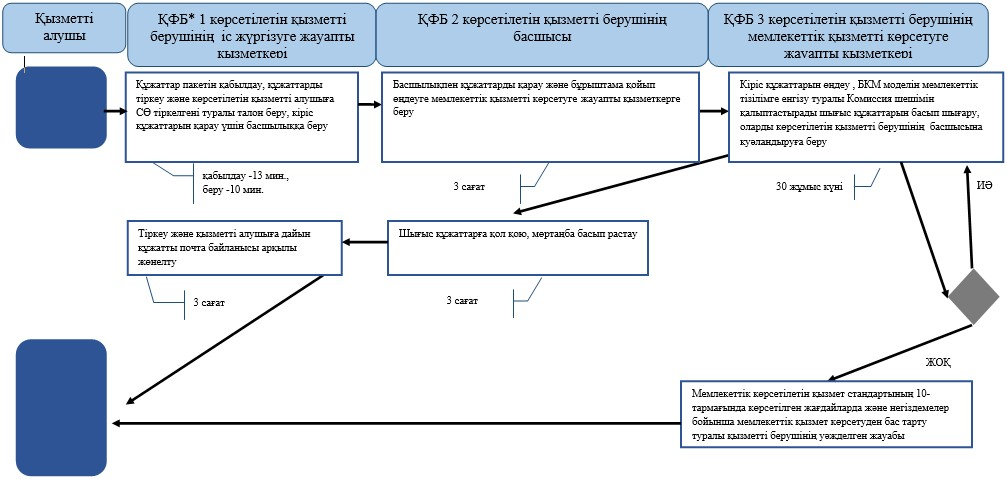 Қызметті
алушы
ҚФБ* 1 көрсетілетін қызметті
берушінің іс жүргізуге жауапты
қызметкері
ҚФБ 2 көрсетілетін қызметті берушінің
басшысы
ҚФБ 3 көрсетілетін қызметті берушінің
мемлекеттік қызметті көрсетуге
жауапты қызметкері
Құжаттар пакетін қабылдау, құжаттарды
тіркеу және көрсетілетін қызметті алушыға
СӨ тіркелгені туралы талон беру, кіріс
құжаттарын қарау үшін басшылыққа беру
Басшылықпен құжаттарды қарау және бұрыштама қойып
өңдеуге мемлекеттік қызметті көрсетуге жауапты қызметкерге
беру
Кіріс құжаттарын өңдеу , БКМ моделін мемлекеттік
тізілімге енгізу туралы Комиссия шешімін
қалыптастырады шығыс құжаттарын басып шығару,
оларды көрсетілетін қызметті берушінің басшысына
куәландыруға беру
қабылдау -13 мин.,
беру -10 мин.
3 сағат
30 жұмыс күні
ИӘ
Тіркеу және қызметті алушыға дайын
құжатты почта байланысы арқылы
жөнелту
Шығыс құжаттарға қол қою, мөртаңба басып растау
3 сағат
3 сағат
ЖОҚ
Мемлекеттік көрсетілетін қызмет стандартының 10-
тармағында көрсетілген жағдайларда және негіздемелер
бойынша мемлекеттік қызмет көрсетуден бас тарту
туралы қызметті берушінің уәжделген жауабы